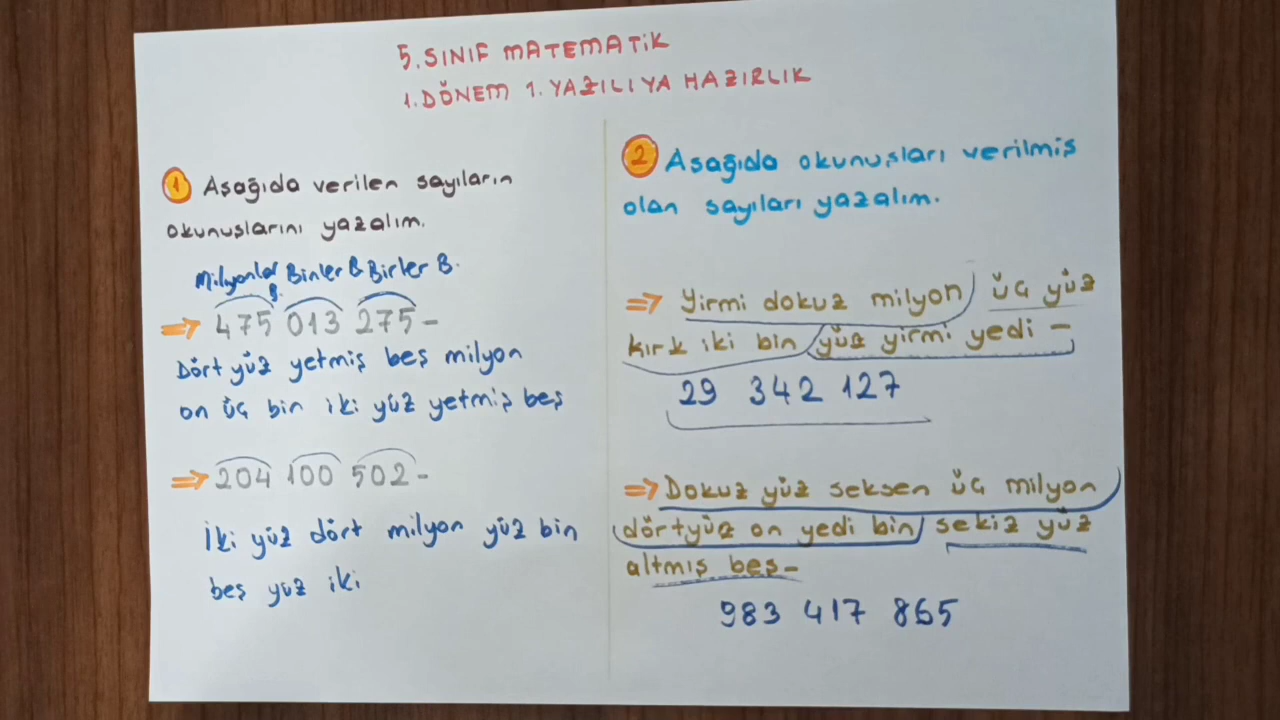 5. SINIF MATEMATİK
1. DÖNEM 1. YAZILIYA HAZIRLIK
1 Aşağıda verilen sayıların
okunuşlarını yazalım.
Milyonlar B. Binler B Birler B.
⇒ 475 013 275 -
Dört yüz yetmiş beş milyon
on üç bin iki yüz yetmiş beş
⇒ 204 100 502 -
İki yüz dört milyon yüz bin
beş yüz iki
2 Aşağıda okunuşları verilmiş
olan sayıları yazalım.
⇒ Yirmi dokuz milyon üç yüz
kırk iki bin yüz yirmi yedi -
29 342 127
⇒ Dokuz yüz seksen üç milyon
dörtyüz on yedi bin sekiz yüz
altmış beş -
983 417 865